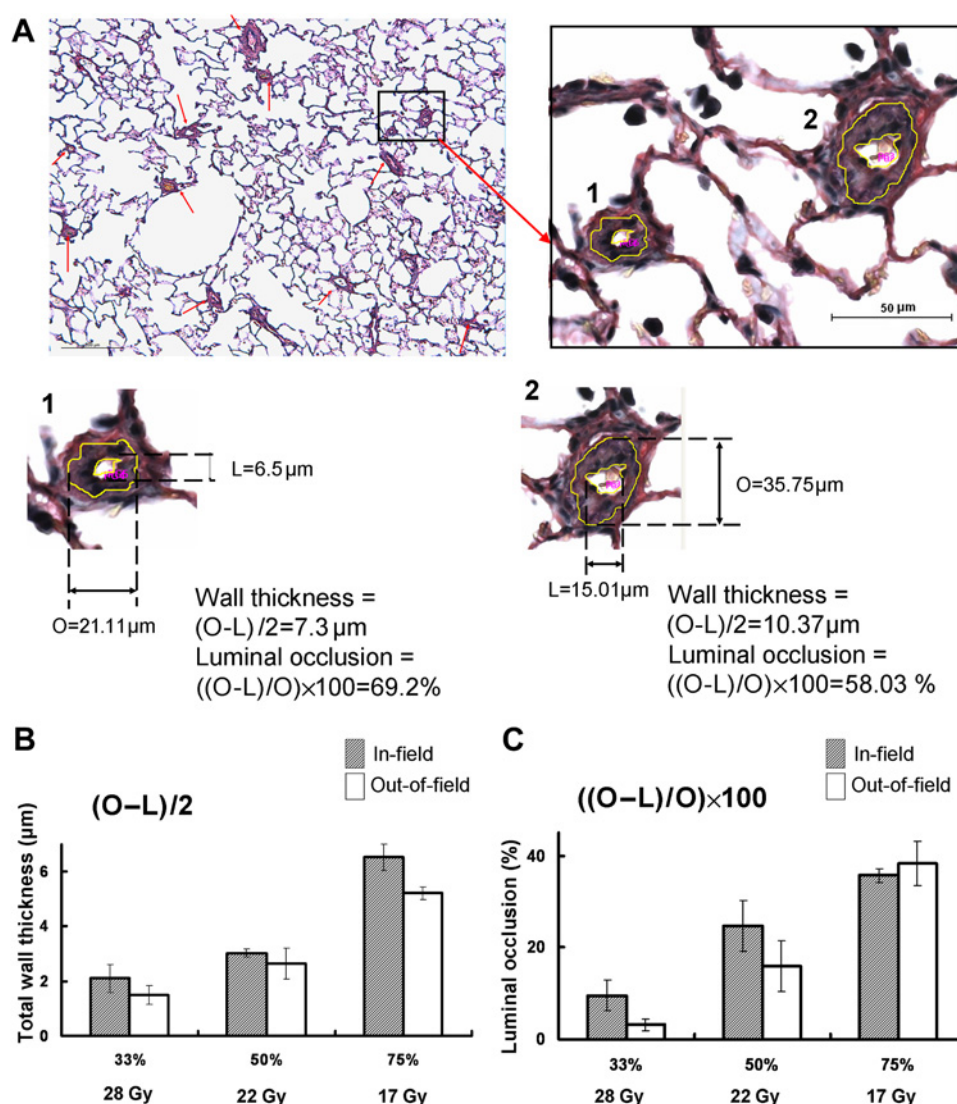 A
2
1
50 µm
1
L=6.5µm
O=21.11µm
Wall thickness =
(O-L) /2=7.3µm
Luminal occlusion =
((O-L)/O)×100=69.2%
2
O=35.75µm
L=15.01µm
Wall thickness =
(O-L)/2=10.37µm
Luminal occlusion =
((O-L)/O)×100=58.03 %
B
In-field
Out-of-field
(O–L)/2
Total wall thickness (µm)
6
4
2
0
33%
50%
75%
28 Gy
22 Gy
17 Gy
C
In-field
Out-of-field
((O–L)/O)×100
Luminal occlusion (%)
40
20
0
33%
50%
75%
28 Gy
22 Gy
17 Gy